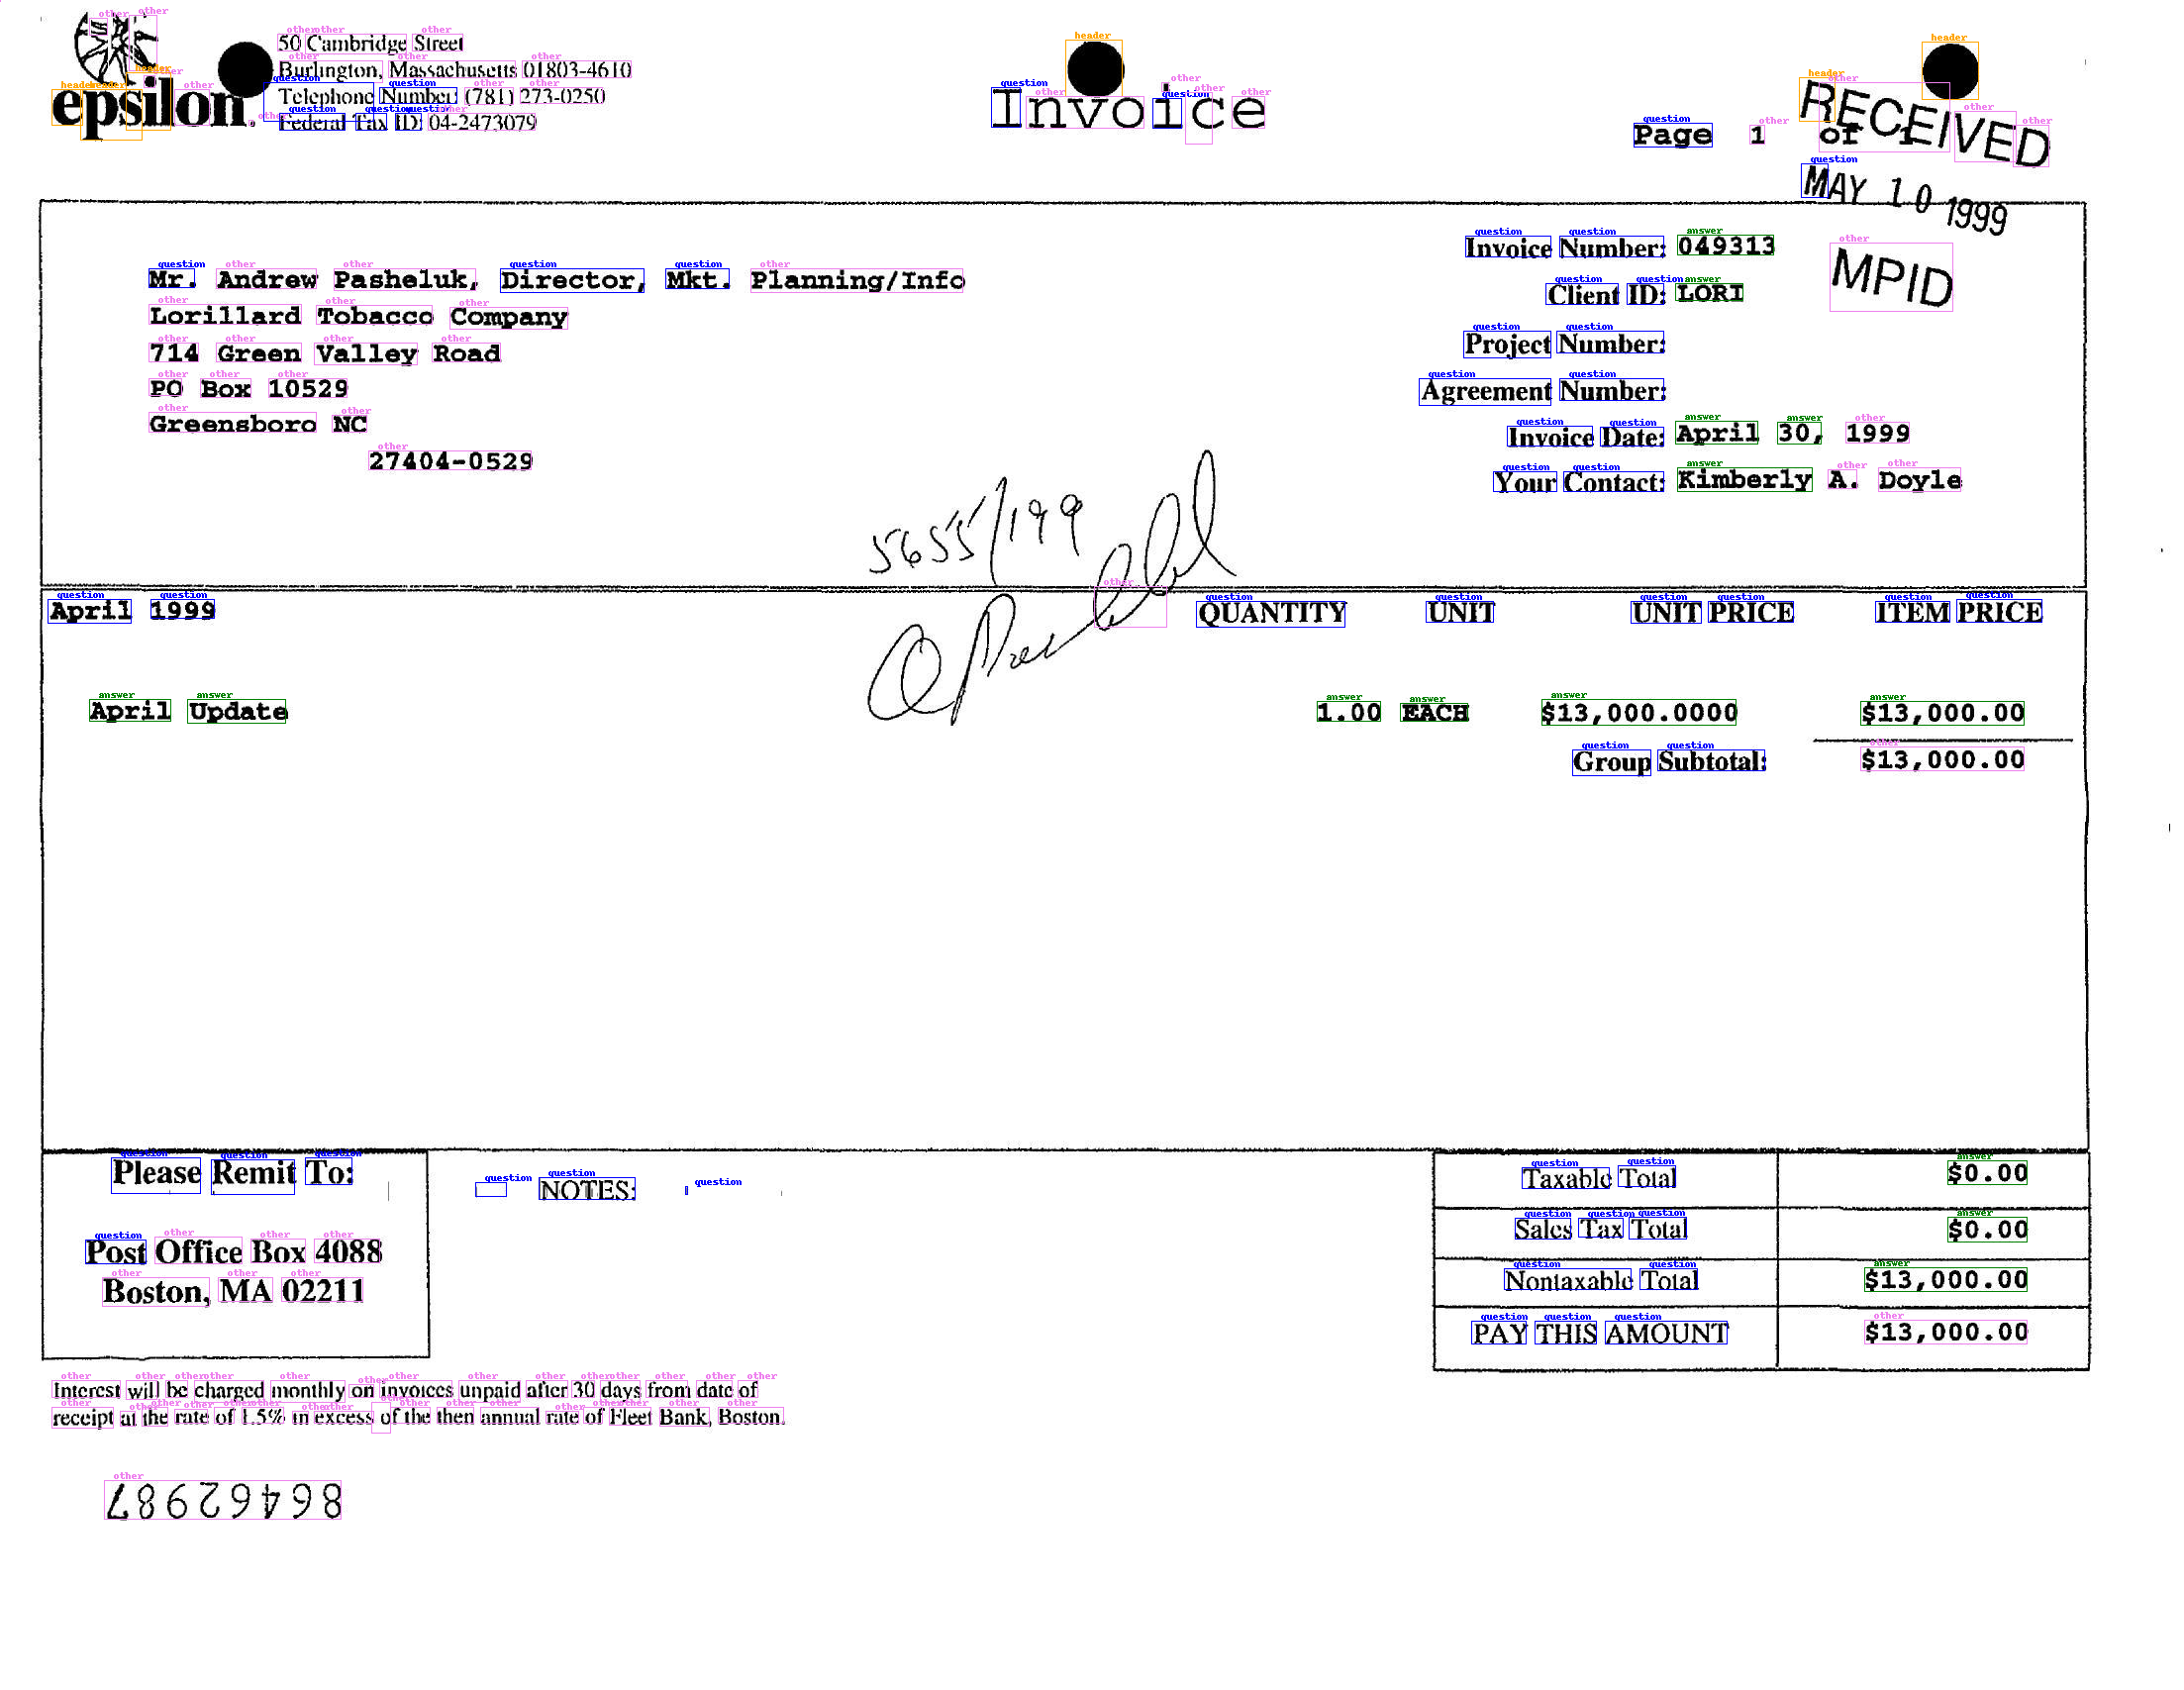 epsilon.
50 Cambridge Street
Burlington, Massachusetts 01803-4610
Telephone Number: (781) 273-0250
Federal Tax ID: 04-2473079
Invoice
Page 1 of 1
RECEIVED
MAY 10 1999
MPID
Mr. Andrew Pasheluk, Director, Mkt. Planning/Info
Lorillard Tobacco Company
714 Green Valley Road
PO Box 10529
Greensboro NC
27404-0529
Invoice Number: 049313
Client ID: LORI
Project Number:
Agreement Number:
Invoice Date: April 30, 1999
Your Contact: Kimberly A. Doyle
5655/199
April 1999 QUANTITY UNIT UNIT PRICE ITEM PRICE
April Update 1.00 EACH $13,000.0000 $13,000.00
Group Subtotal: $13,000.00
Please Remit To:
Post Office Box 4088
Boston, MA 02211
NOTES:
Taxable Total $0.00
Sales Tax Total $0.00
Nontaxable Total $13,000.00
PAY THIS AMOUNT $13,000.00
Interest will be charged monthly on invoices unpaid after 30 days from date of
receipt at the rate of 1.5% in excess of the then annual rate of Fleet Bank, Boston.
86462987